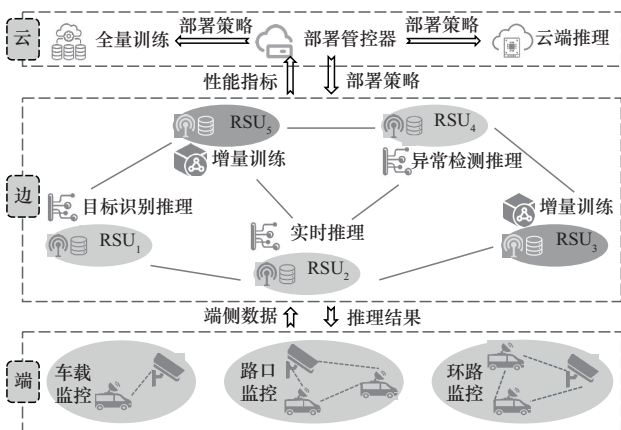 云
全量训练
部署策略
部署管控器
部署策略
云端推理
性能指标
部署策略
边
RSU₅
增量训练
RSU₄
异常检测推理
目标识别推理
RSU₁
实时推理
RSU₂
增量训练
RSU₃
端侧数据
推理结果
端
车载
监控
路口
监控
环路
监控